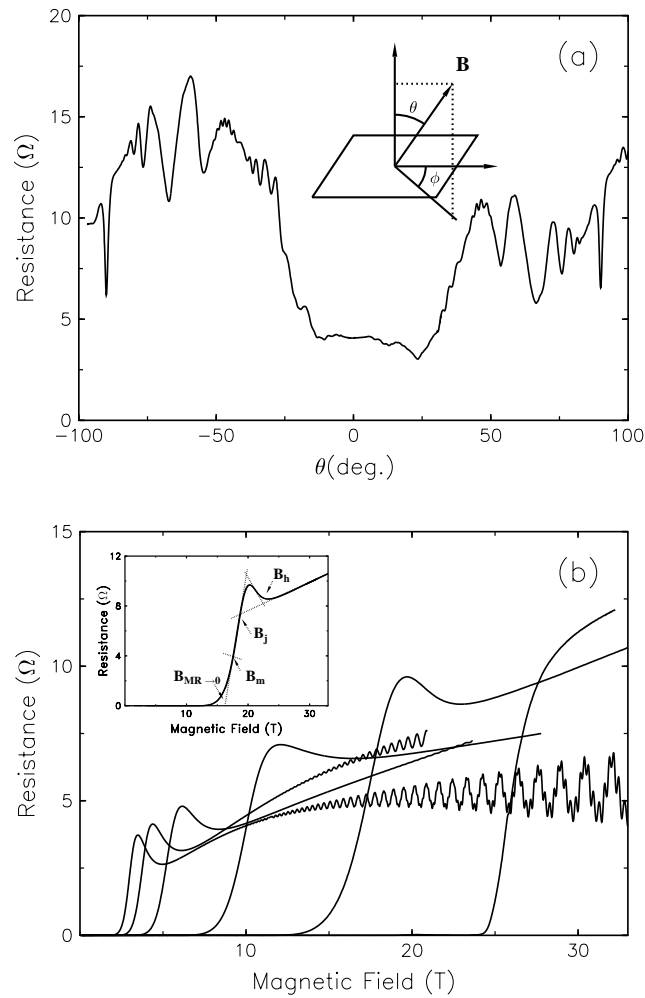 20
(a)
B
θ
15
ϕ
10
5
0
Resistance (Ω)
−100
−50
0
50
100
θ(deg.)
15
(b)
12
8
4
0
Resistance (Ω)
B_h
B_j
B_m
B_MR→0
10
20
30
Magnetic Field (T)
10
5
0
Resistance (Ω)
10
20
30
Magnetic Field (T)